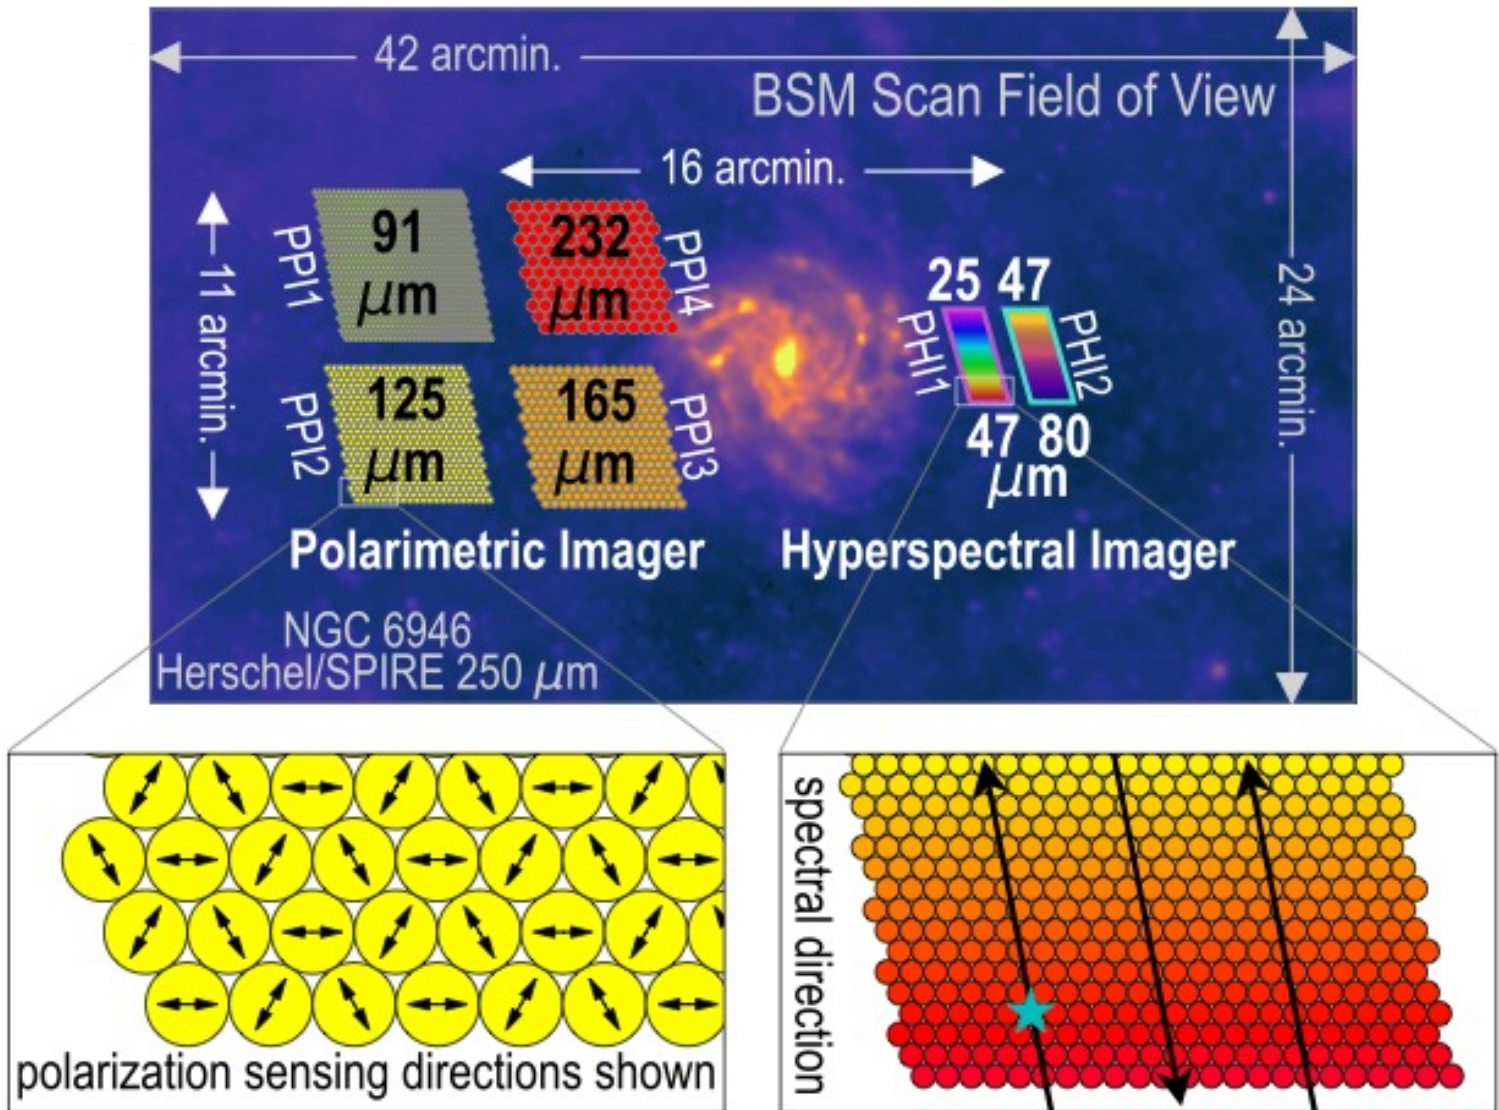 42 arcmin.
BSM Scan Field of View
16 arcmin.
11 arcmin.
24 arcmin.
PPI1
91
μm
232
μm
PPI4
PPI2
125
μm
165
μm
PPI3
25 47
PHI1
PHI2
47 80
μm
Polarimetric Imager
Hyperspectral Imager
NGC 6946
Herschel/SPIRE 250 μm
polarization sensing directions shown
spectral direction